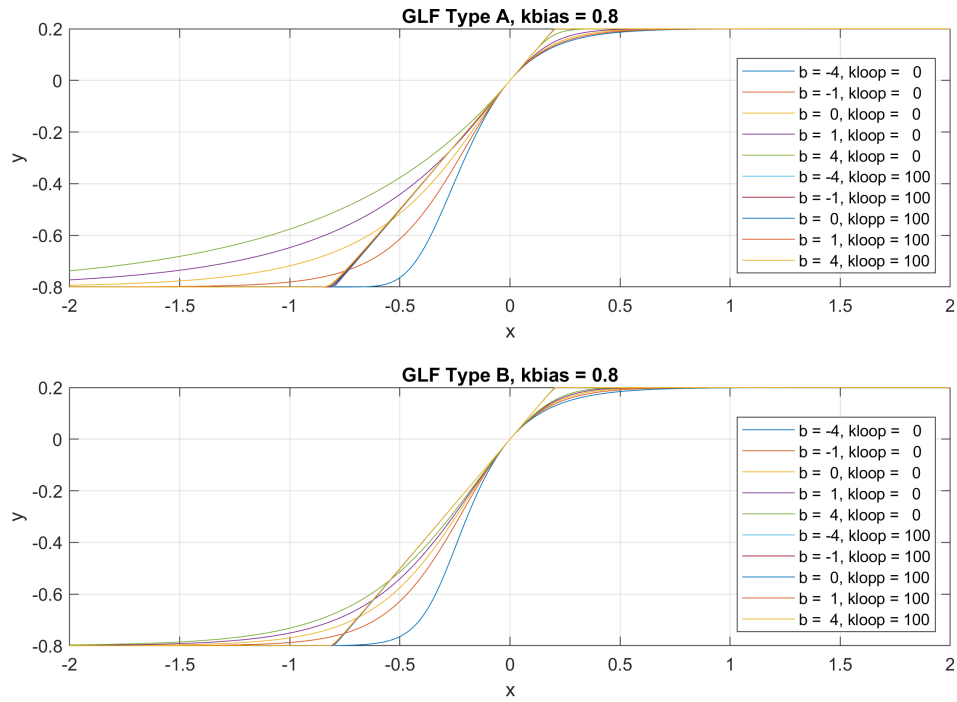 GLF Type A, kbias = 0.8
0.2
0
-0.2
-0.4
-0.6
-0.8
y
-2 -1.5 -1 -0.5 0 0.5 1 1.5 2
x
b = -4, kloop = 0
b = -1, kloop = 0
b = 0, kloop = 0
b = 1, kloop = 0
b = 4, kloop = 0
b = -4, kloop = 100
b = -1, kloop = 100
b = 0, kloop = 100
b = 1, kloop = 100
b = 4, kloop = 100
GLF Type B, kbias = 0.8
0.2
0
-0.2
-0.4
-0.6
-0.8
y
-2 -1.5 -1 -0.5 0 0.5 1 1.5 2
x
b = -4, kloop = 0
b = -1, kloop = 0
b = 0, kloop = 0
b = 1, kloop = 0
b = 4, kloop = 0
b = -4, kloop = 100
b = -1, kloop = 100
b = 0, kloop = 100
b = 1, kloop = 100
b = 4, kloop = 100